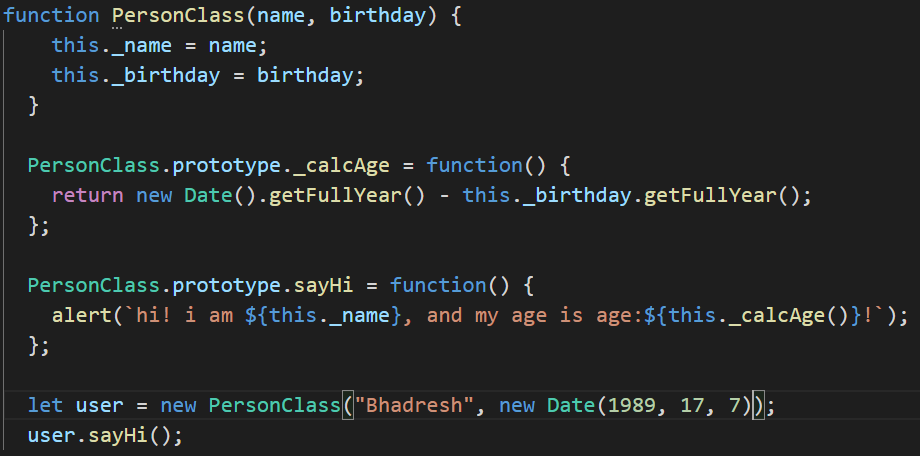 function PersonClass(name, birthday) {
    this._name = name;
    this._birthday = birthday;
  }

  PersonClass.prototype._calcAge = function() {
    return new Date().getFullYear() - this._birthday.getFullYear();
  };

  PersonClass.prototype.sayHi = function() {
    alert(`hi! i am ${this._name}, and my age is age:${this._calcAge()}!`);
  };

  let user = new PersonClass("Bhadresh", new Date(1989, 17, 7));
  user.sayHi();